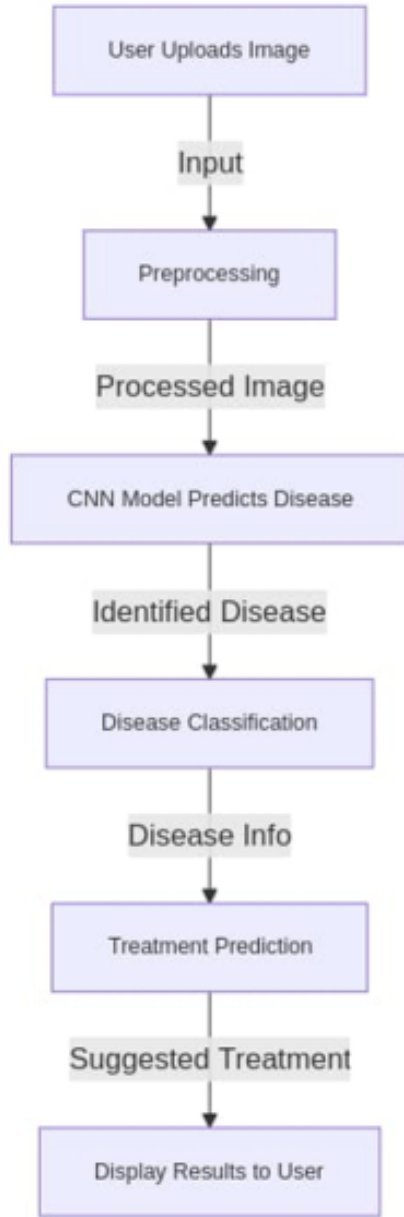 User Uploads Image
Input
Preprocessing
Processed Image
CNN Model Predicts Disease
Identified Disease
Disease Classification
Disease Info
Treatment Prediction
Suggested Treatment
Display Results to User